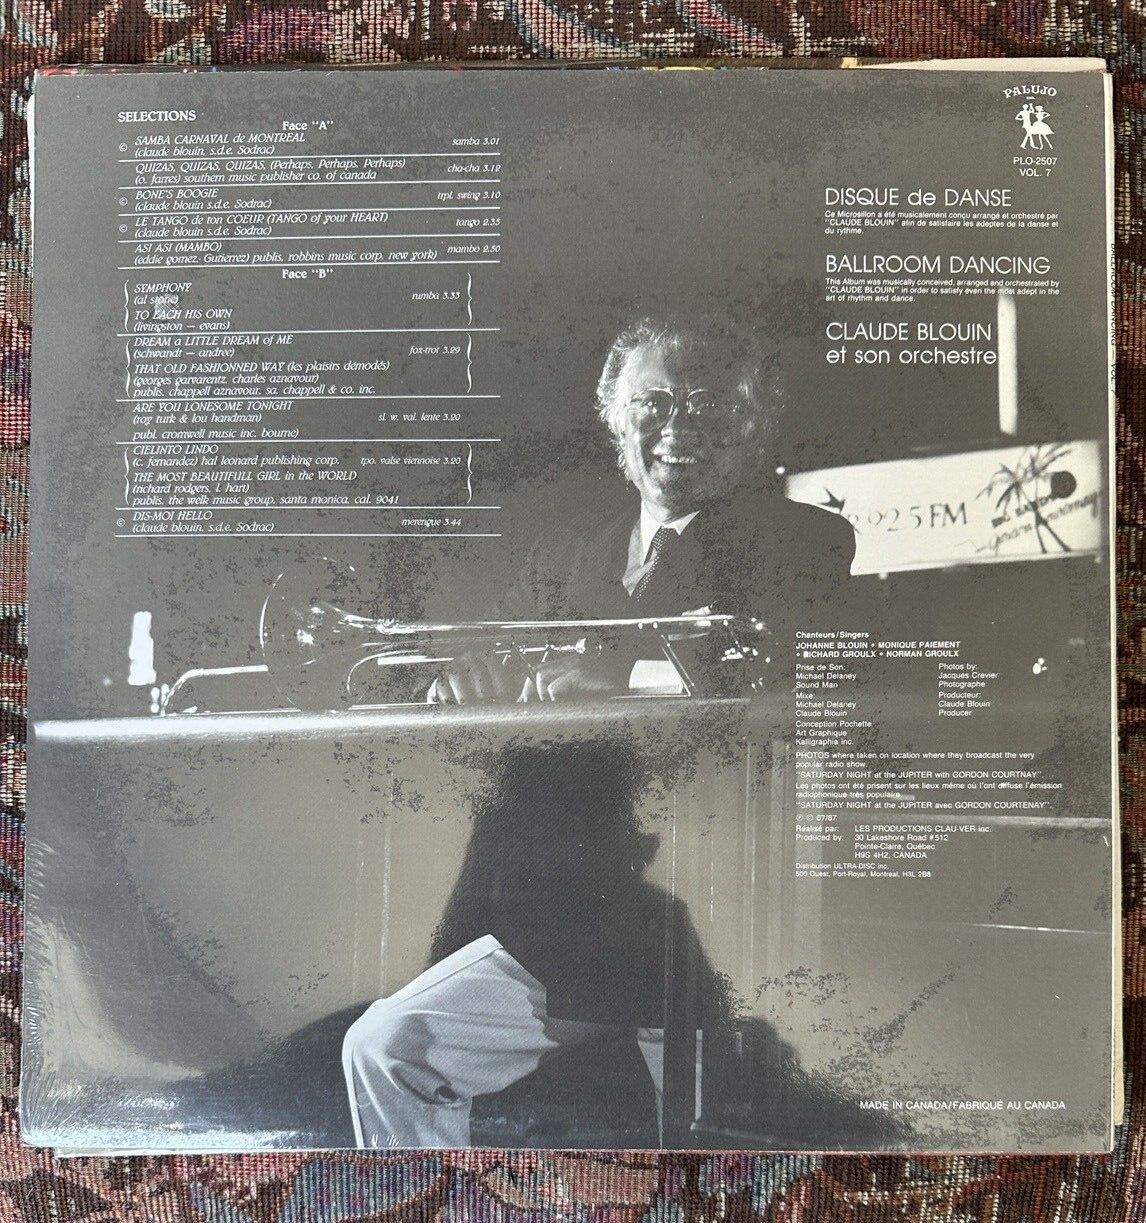 SELECTIONS
Face "A"
© SAMBA CARNAVAL de MONTREAL samba 3.01
(claude blouin, s.d.e. Sodrac)
QUIZAS, QUIZAS, QUIZAS, (Perhaps, Perhaps, Perhaps) cha-cha 3.12
(o. farres) southern music publisher co. of canada
© BONE'S BOOGIE trpl. swing 3.10
(claude blouin s.d.e. Sodrac)
© LE TANGO de ton COEUR (TANGO of your HEART) tango 2.35
(claude blouin s.d.e. Sodrac)
ASI ASI (MAMBO) mambo 2.50
(eddie gomez,- Gutierrez) publis, robbins music corp, new york)
Face "B"
SYMPHONY
(al stone) rumba 3.33
TO EACH HIS OWN
(livingston — evans)
DREAM a LITTLE DREAM of ME
(schwandt — andree) fox-trot 3.29
THAT OLD FASHIONNED WAY (les plaisirs démodés)
(georges garvarentz, charles aznavour)
publis. chappell aznavour, sa. chappell & co. inc.
ARE YOU LONESOME TONIGHT
(roy turk & lou handman) sl. w. val. lente 3.20
publ. cromwell music inc. bourne)
CIELINTO LINDO
(c. fernandez) hal leonard publishing corp. tpo. valse viennoise 3.20
THE MOST BEAUTIFULL GIRL in the WORLD
(richard rodgers, l. hart)
publis. the welk music group, santa monica, cal. 9041
© DIS-MOI HELLO merengue 3.44
(claude blouin, s.d.e. Sodrac)
PALUJO
PLO-2507
VOL. 7
DISQUE de DANSE
Ce Microsillon a été musicalement conçu arrangé et orchestré par
"CLAUDE BLOUIN" afin de satisfaire les adeptes de la danse et
du rythme.
BALLROOM DANCING
This Album was musically conceived, arranged and orchestrated by
"CLAUDE BLOUIN" in order to satisfy even the most adept in the
art of rhythm and dance.
CLAUDE BLOUIN
et son orchestre
92.5 FM
Chanteurs/Singers
JOHANNE BLOUIN • MONIQUE PAIEMENT
• RICHARD GROULX • NORMAN GROULX
Prise de Son: Photos by:
Michael Delaney Jacques Crevier
Sound Man Photographe
Mixe: Producteur:
Michael Delaney Claude Blouin
Claude Blouin Producer
Conception Pochette
Art Graphique
Kalligraphia inc.
PHOTOS where taken on location where they broadcast the very
popular radio show.
"SATURDAY NIGHT at the JUPITER with GORDON COURTNAY".
Les photos ont été prisent sur les lieux même où l'ont diffuse l'émission
radiophonique très populaire.
"SATURDAY NIGHT at the JUPITER avec GORDON COURTENAY".
℗ © 07/87
Réalisé par: LES PRODUCTIONS CLAU-VER inc.
Produced by: 30 Lakeshore Road #512
Pointe-Claire, Québec
H9S 4H2, CANADA
Distribution ULTRA-DISC inc.
500 Ouest, Port-Royal, Montreal, H3L 2B8
MADE IN CANADA/FABRIQUÉ AU CANADA